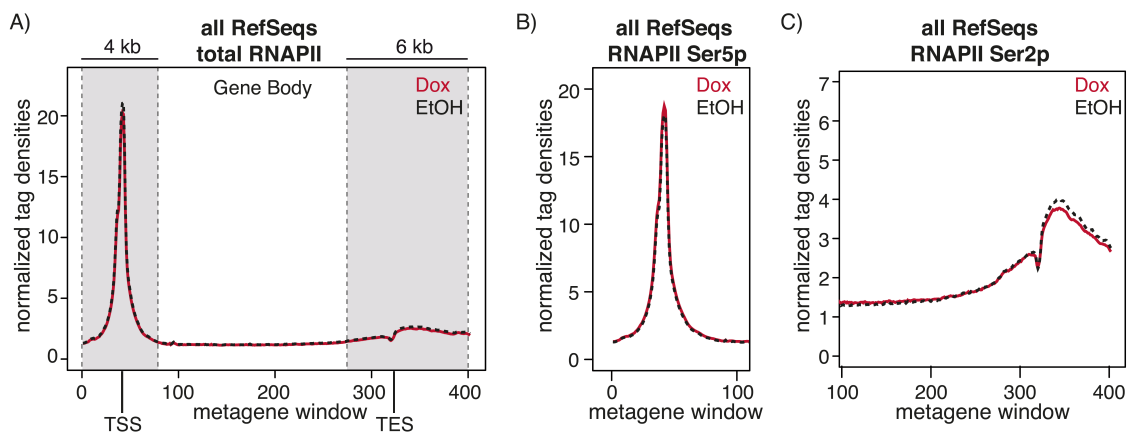 A)
all RefSeqs
total RNAPII
4 kb
6 kb
Gene Body
Dox
EtOH
normalized tag densities
20
15
10
5
0
0
100
200
300
400
metagene window
TSS
TES
B)
all RefSeqs
RNAPII Ser5p
Dox
EtOH
normalized tag densities
20
15
10
5
0
0
100
metagene window
C)
all RefSeqs
RNAPII Ser2p
Dox
EtOH
normalized tag densities
7
6
5
4
3
2
1
0
100
200
300
400
metagene window